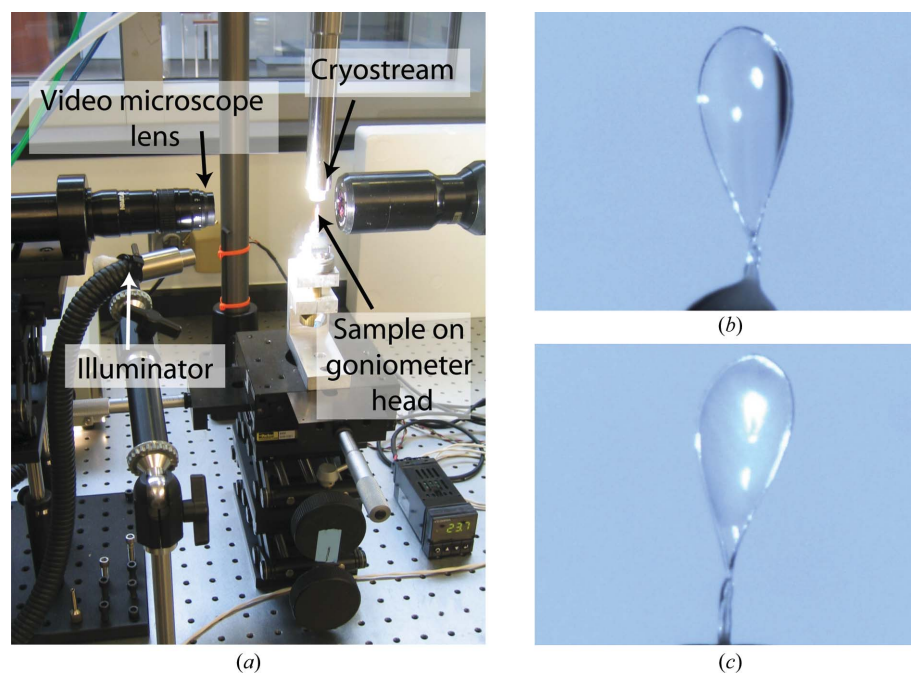 Cryostream
Video microscope
lens
Sample on
goniometer
head
Illuminator
23.7
(a)
(b)
(c)